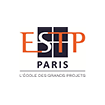 ESTP
PARIS
L'ÉCOLE DES GRANDS PROJETS